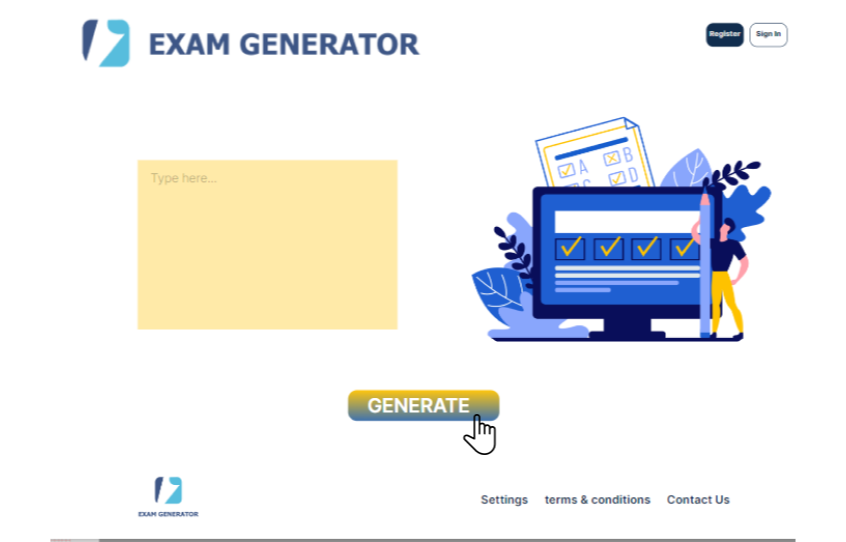 EXAM GENERATOR
Register
Sign In
Type here...
A
B
C
D
GENERATE
EXAM GENERATOR
Settings
terms & conditions
Contact Us